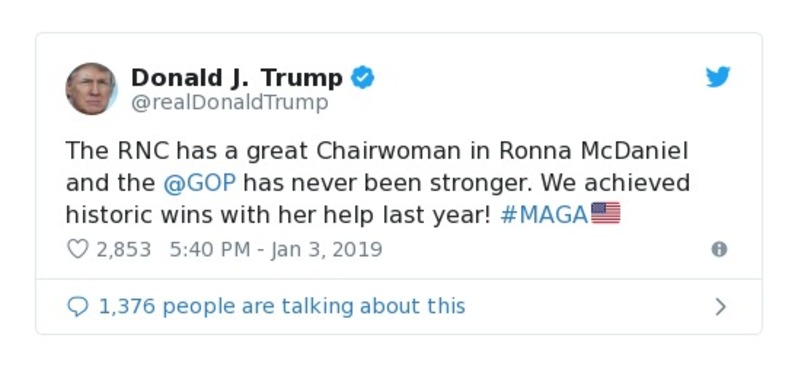 Donald J. Trump
@realDonaldTrump
The RNC has a great Chairwoman in Ronna McDaniel
and the @GOP has never been stronger. We achieved
historic wins with her help last year! #MAGA🇺🇸
2,853 5:40 PM - Jan 3, 2019
1,376 people are talking about this